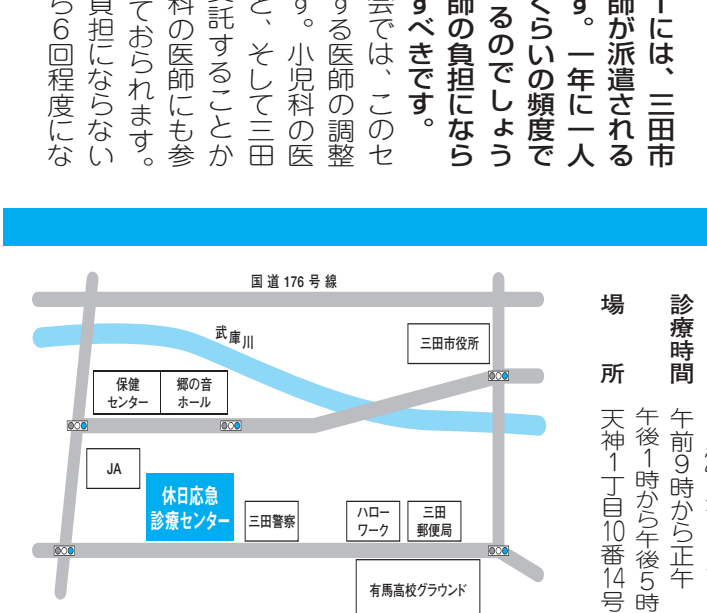 ーには、三田市
師が派遣される
す。一年に一人
くらいの頻度で
るのでしょう
師の負担になら
すべきです。
会では、このセ
する医師の調整
す。小児科の医
と、そして三田
委託することか
科の医師にも参
ておられます。
負担にならない
ら6回程度にな
診療時間
午前9時から正午
午後1時から午後5時
場所
天神1丁目10番14号
国道176号線
武庫川
三田市役所
保健
センター
郷の音
ホール
JA
休日応急
診療センター
三田警察
ハロー
ワーク
三田
郵便局
有馬高校グラウンド